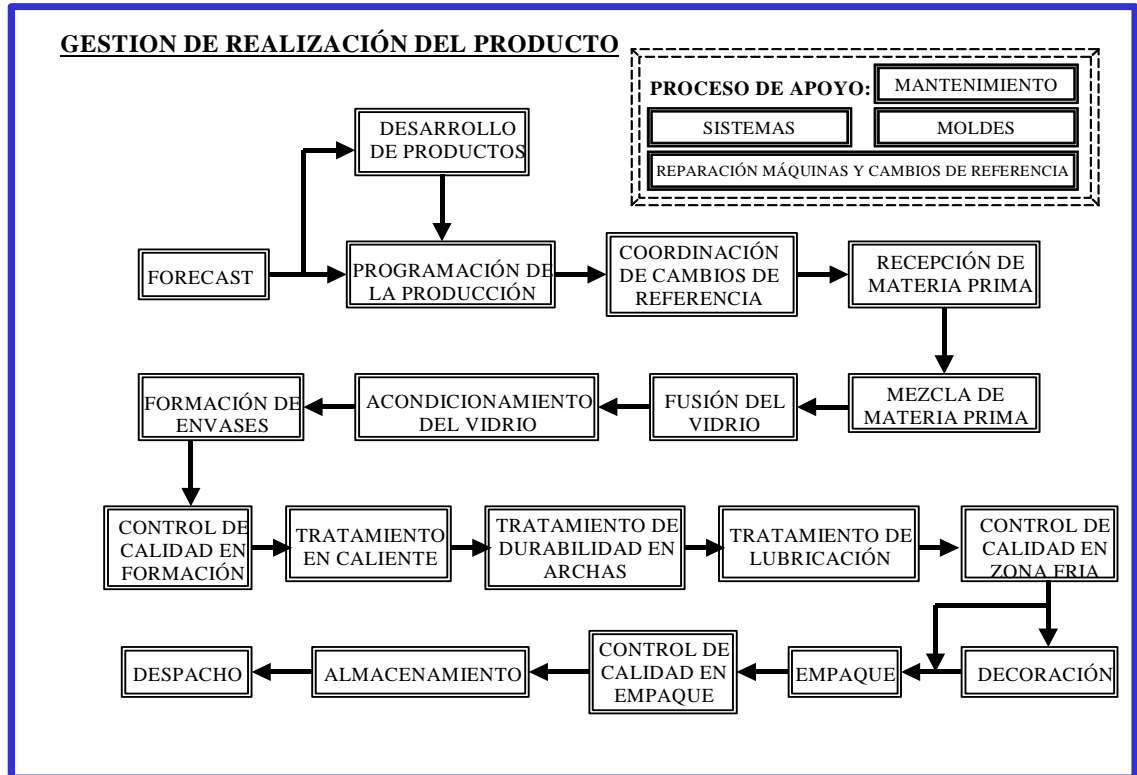 GESTION DE REALIZACIÓN DEL PRODUCTO
PROCESO DE APOYO:
MANTENIMIENTO
SISTEMAS
MOLDES
REPARACIÓN MÁQUINAS Y CAMBIOS DE REFERENCIA
DESARROLLO
DE PRODUCTOS
FORECAST
PROGRAMACIÓN DE
LA PRODUCCIÓN
COORDINACIÓN
DE CAMBIOS DE
REFERENCIA
RECEPCIÓN DE
MATERIA PRIMA
FORMACIÓN DE
ENVASES
ACONDICIONAMIENTO
DEL VIDRIO
FUSIÓN DEL
VIDRIO
MEZCLA DE
MATERIA PRIMA
CONTROL DE
CALIDAD EN
FORMACIÓN
TRATAMIENTO
EN CALIENTE
TRATAMIENTO DE
DURABILIDAD EN
ARCHAS
TRATAMIENTO DE
LUBRICACIÓN
CONTROL DE
CALIDAD EN
ZONA FRIA
DESPACHO
ALMACENAMIENTO
CONTROL DE
CALIDAD EN
EMPAQUE
EMPAQUE
DECORACIÓN